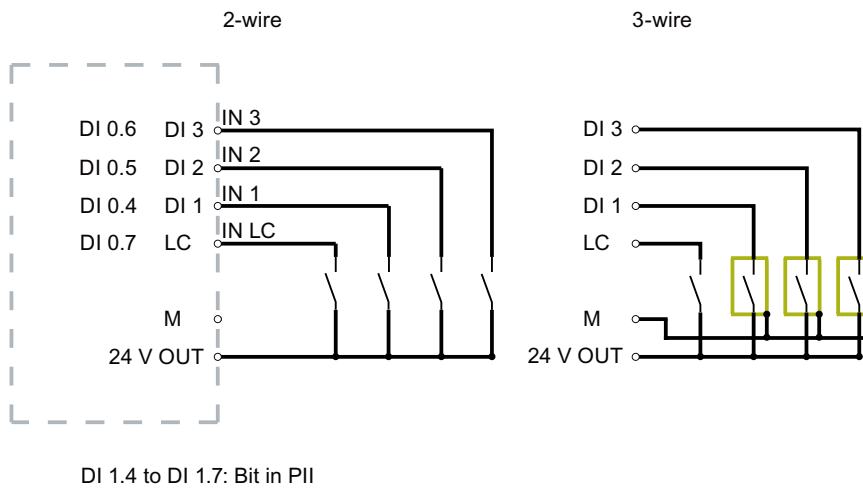 2-wire 3-wire
DI 0.6 DI 3 IN 3 DI 3
DI 0.5 DI 2 IN 2 DI 2
DI 0.4 DI 1 IN 1 DI 1
DI 0.7 LC IN LC LC
M M
24 V OUT 24 V OUT
DI 1.4 to DI 1.7: Bit in PII